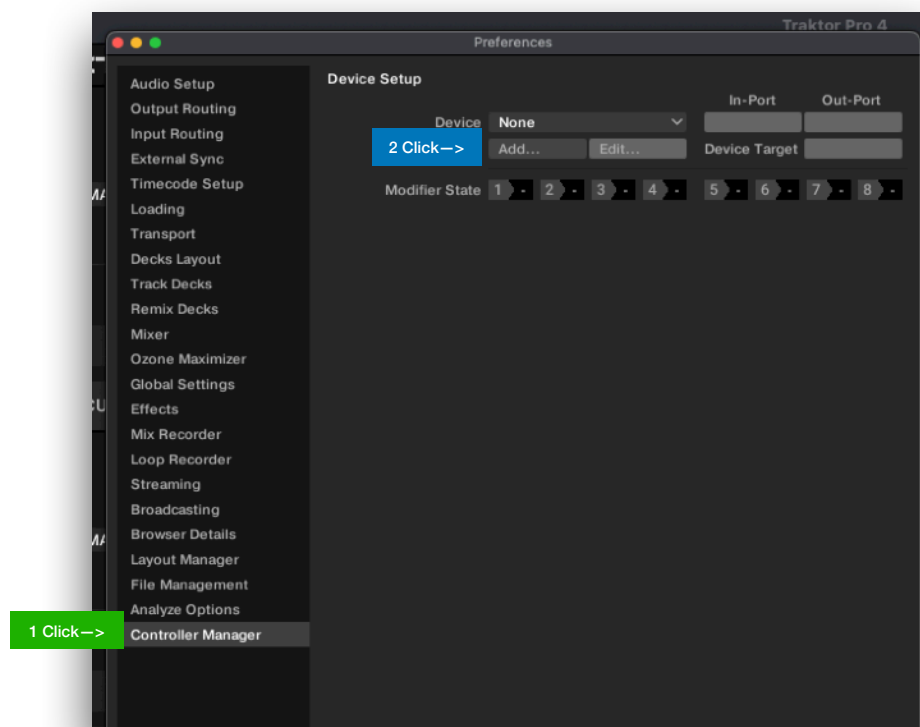 Traktor Pro 4
Preferences
Device Setup
In-Port Out-Port
Device None
2 Click—> Add... Edit... Device Target
Modifier State 1 - 2 - 3 - 4 - 5 - 6 - 7 - 8 -
Audio Setup
Output Routing
Input Routing
External Sync
Timecode Setup
Loading
Transport
Decks Layout
Track Decks
Remix Decks
Mixer
Ozone Maximizer
Global Settings
Effects
Mix Recorder
Loop Recorder
Streaming
Broadcasting
Browser Details
Layout Manager
File Management
Analyze Options
1 Click—> Controller Manager